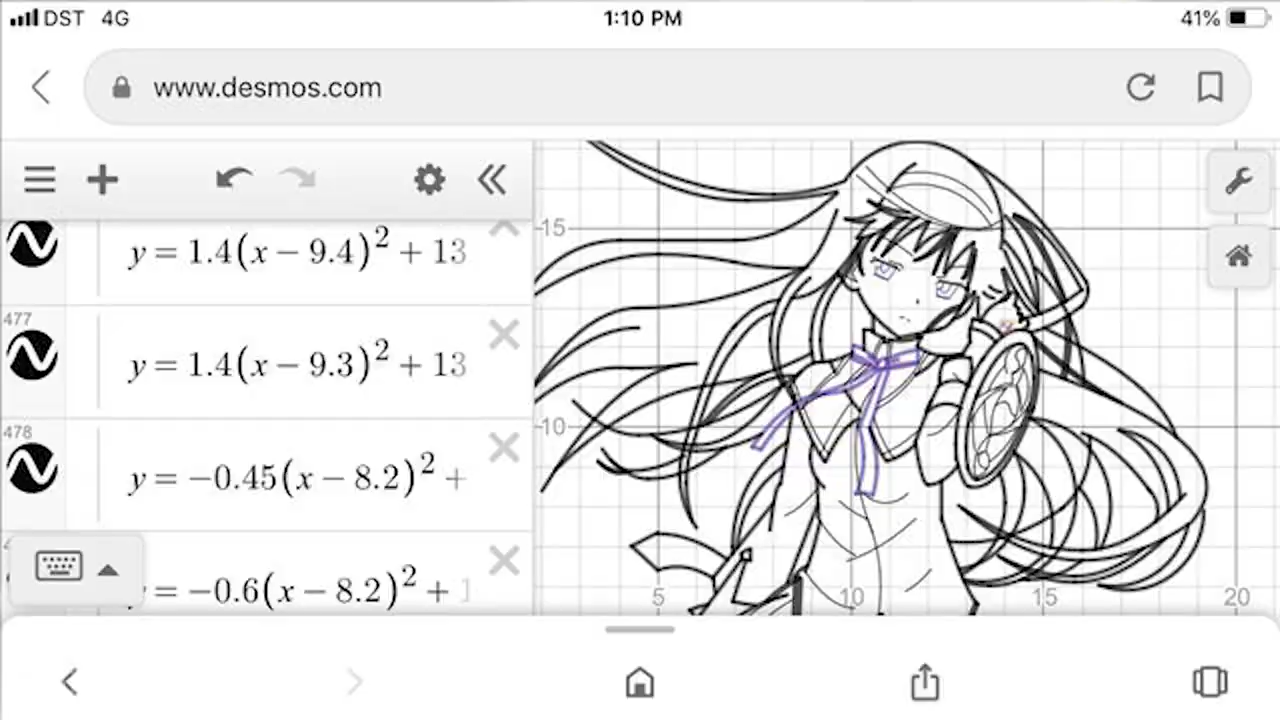 DST 4G 1:10 PM 41%
www.desmos.com
y = 1.4(x − 9.4)² + 13
477
y = 1.4(x − 9.3)² + 13
478
y = −0.45(x − 8.2)² +
= −0.6(x − 8.2)² + 1
15
10
5 10 15 20